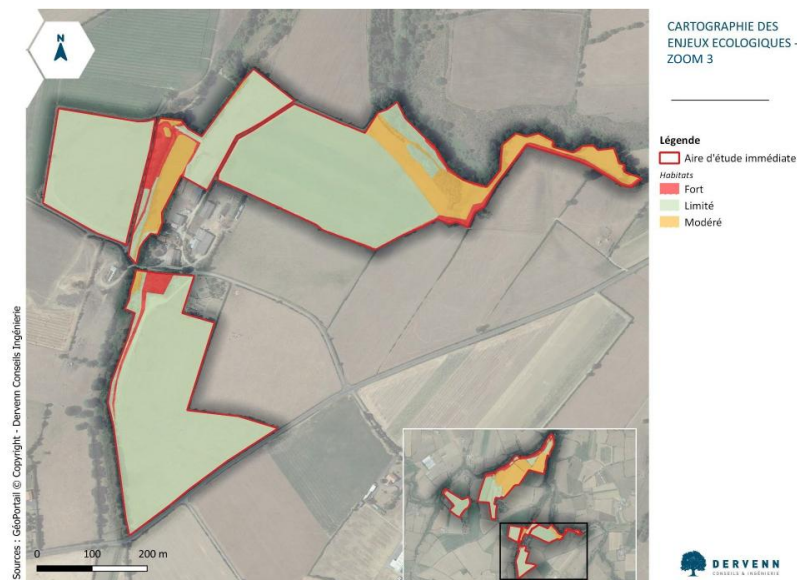 CARTOGRAPHIE DES
ENJEUX ECOLOGIQUES -
ZOOM 3
N
Légende
Aire d'étude immédiate
Habitats
Fort
Limité
Modéré
Sources : GéoPortail © Copyright - Dervenn Conseils Ingénierie
0 100 200 m
DERVENN
CONSEILS & INGÉNIERIE